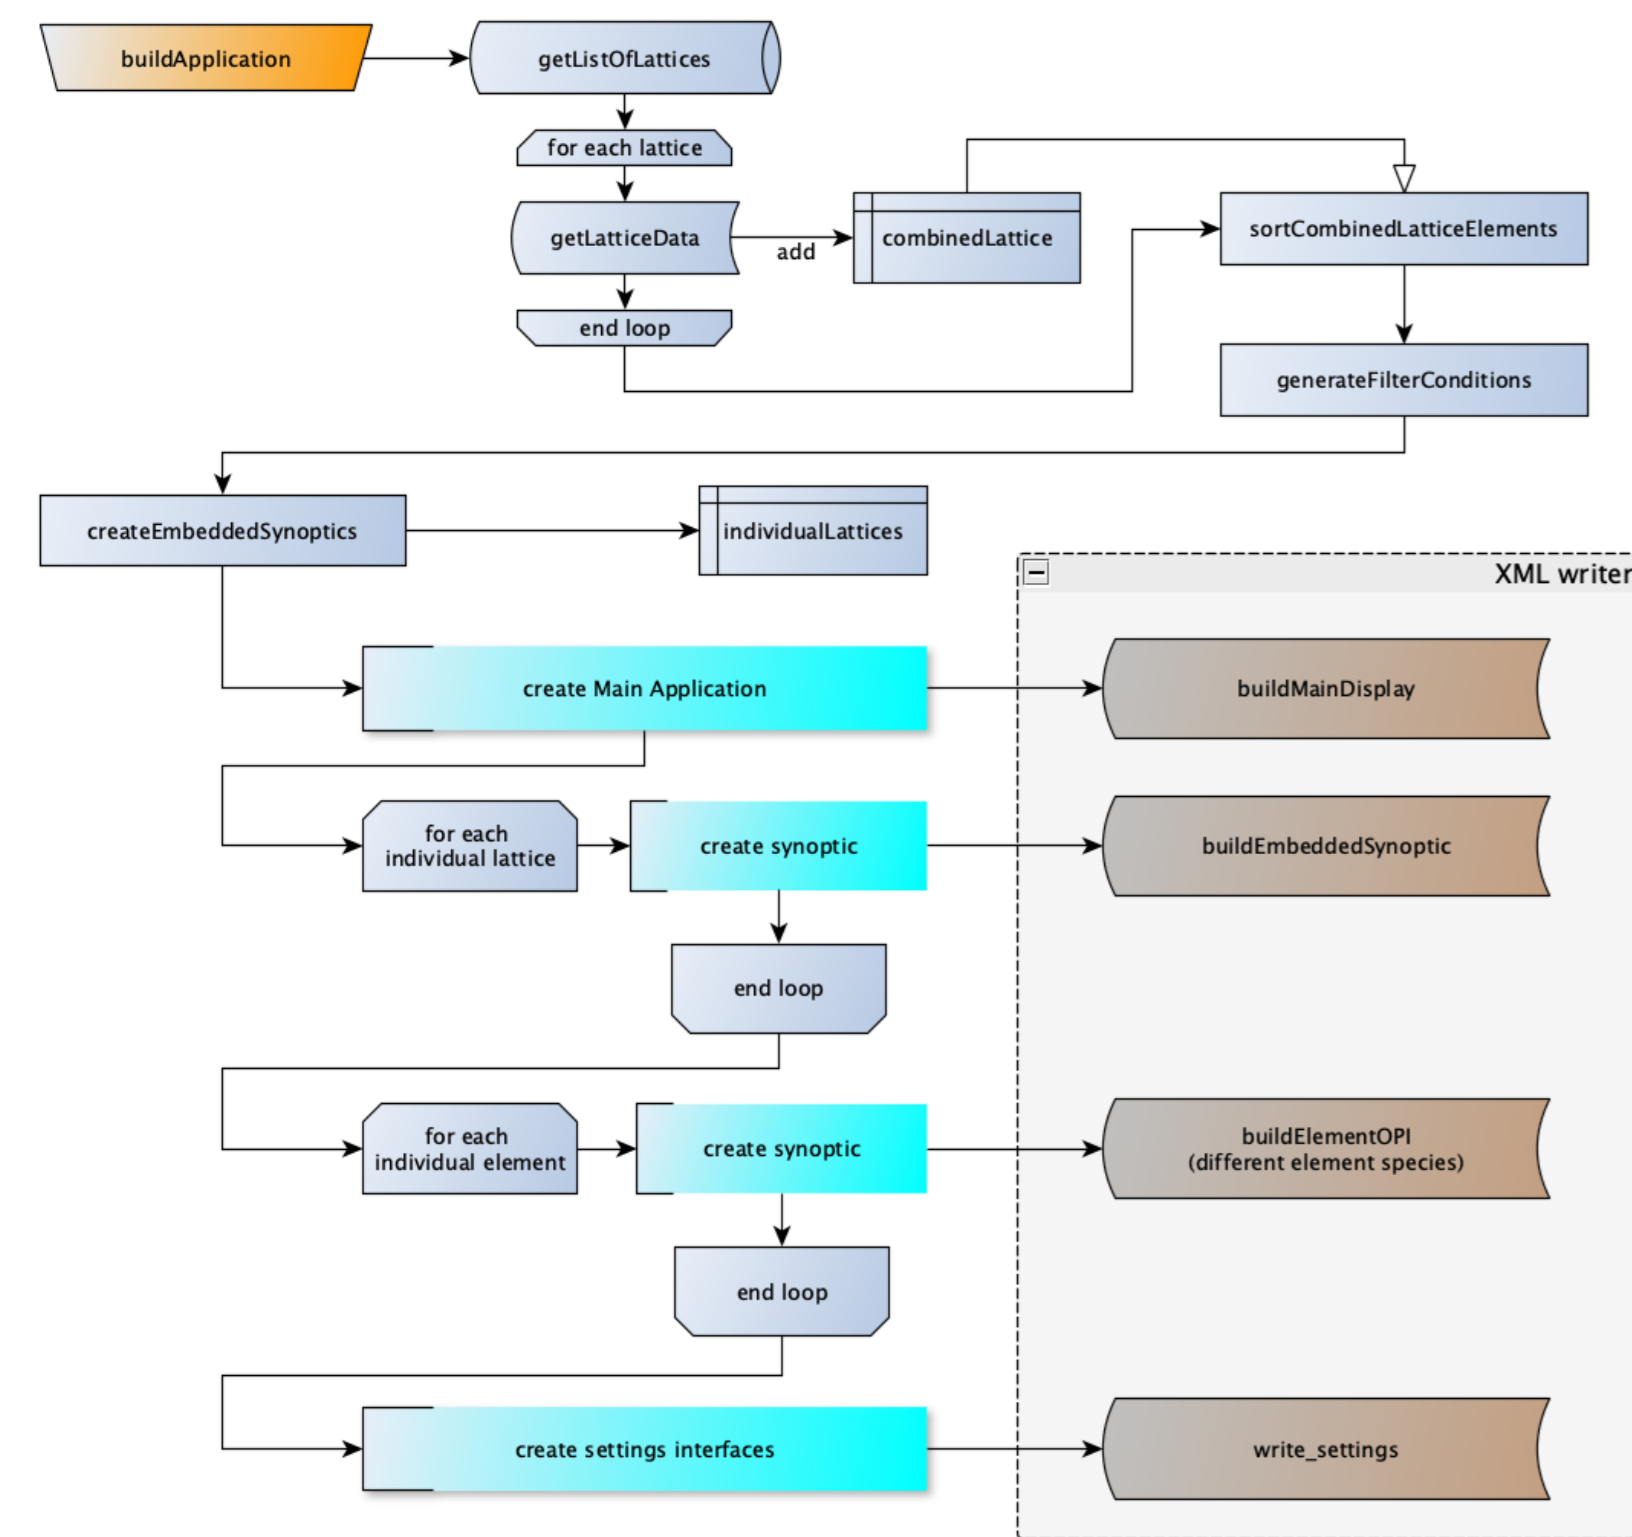 buildApplication
getListOfLattices
for each lattice
getLatticeData
add
combinedLattice
sortCombinedLatticeElements
end loop
generateFilterConditions
createEmbeddedSynoptics
individualLattices
XML writer
create Main Application
buildMainDisplay
for each
individual lattice
create synoptic
buildEmbeddedSynoptic
end loop
for each
individual element
create synoptic
buildElementOPI
(different element species)
end loop
create settings interfaces
write_settings